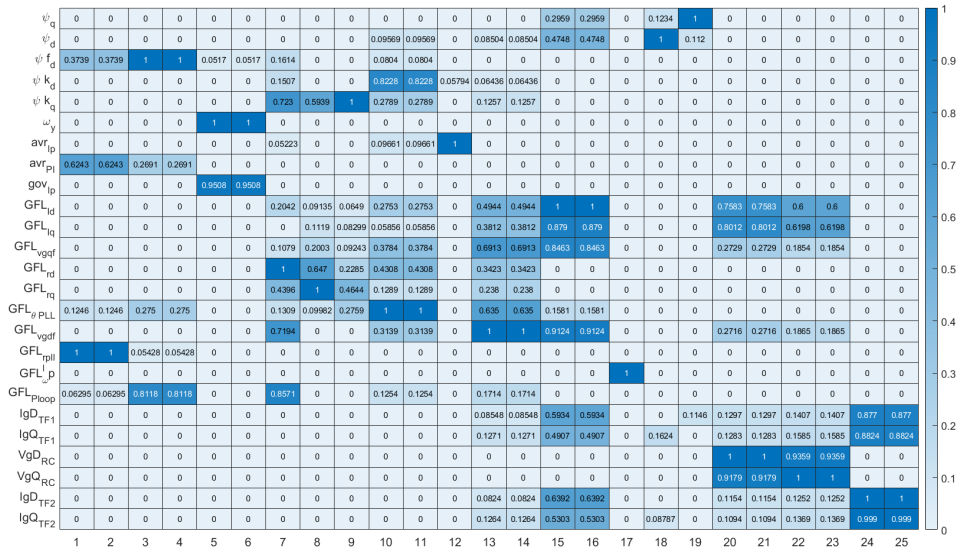 ψ_q 0 0 0 0 0 0 0 0 0 0 0 0 0 0 0.2959 0.2959 0 0.1234 1 0 0 0 0 0 0
ψ_d 0 0 0 0 0 0 0 0 0 0.09569 0.09569 0 0.08504 0.08504 0.4748 0.4748 0 1 0.112 0 0 0 0 0 0
ψ f_d 0.3739 0.3739 1 1 0.0517 0.0517 0.1614 0 0 0.0804 0.0804 0 0 0 0 0 0 0 0 0 0 0 0 0 0
ψ k_d 0 0 0 0 0 0 0.1507 0 0 0.8228 0.8228 0.05794 0.06436 0.06436 0 0 0 0 0 0 0 0 0 0 0
ψ k_q 0 0 0 0 0 0 0.723 0.5939 1 0.2789 0.2789 0 0.1257 0.1257 0 0 0 0 0 0 0 0 0 0 0
ω_y 0 0 0 0 1 1 0 0 0 0 0 0 0 0 0 0 0 0 0 0 0 0 0 0 0
avr_lp 0 0 0 0 0 0 0.05223 0 0 0.09661 0.09661 1 0 0 0 0 0 0 0 0 0 0 0 0 0
avr_PI 0.6243 0.6243 0.2691 0.2691 0 0 0 0 0 0 0 0 0 0 0 0 0 0 0 0 0 0 0 0 0
gov_lp 0 0 0 0 0.9508 0.9508 0 0 0 0 0 0 0 0 0 0 0 0 0 0 0 0 0 0 0
GFL_Id 0 0 0 0 0 0 0.2042 0.09135 0.0649 0.2753 0.2753 0 0.4944 0.4944 1 1 0 0 0 0.7583 0.7583 0.6 0.6 0 0
GFL_Iq 0 0 0 0 0 0 0 0.1119 0.08299 0.05856 0.05856 0 0.3812 0.3812 0.879 0.879 0 0 0 0.8012 0.8012 0.6198 0.6198 0 0
GFL_vgqf 0 0 0 0 0 0 0.1079 0.2003 0.09243 0.3784 0.3784 0 0.6913 0.6913 0.8463 0.8463 0 0 0 0.2729 0.2729 0.1854 0.1854 0 0
GFL_rd 0 0 0 0 0 0 1 0.647 0.2285 0.4308 0.4308 0 0.3423 0.3423 0 0 0 0 0 0 0 0 0 0 0
GFL_rq 0 0 0 0 0 0 0.4396 1 0.4644 0.1289 0.1289 0 0.238 0.238 0 0 0 0 0 0 0 0 0 0 0
GFL_θ PLL 0.1246 0.1246 0.275 0.275 0 0 0.1309 0.09982 0.2759 1 1 0 0.635 0.635 0.1581 0.1581 0 0 0 0 0 0 0 0 0
GFL_vgdf 0 0 0 0 0 0 0.7194 0 0 0.3139 0.3139 0 1 1 0.9124 0.9124 0 0 0 0.2716 0.2716 0.1865 0.1865 0 0
GFL_rpll 1 1 0.05428 0.05428 0 0 0 0 0 0 0 0 0 0 0 0 0 0 0 0 0 0 0 0 0
GFL_ω^l p 0 0 0 0 0 0 0 0 0 0 0 0 0 0 0 0 1 0 0 0 0 0 0 0 0
GFL_Ploop 0.06295 0.06295 0.8118 0.8118 0 0 0.8571 0 0 0.1254 0.1254 0 0.1714 0.1714 0 0 0 0 0 0 0 0 0 0 0
IgD_TF1 0 0 0 0 0 0 0 0 0 0 0 0 0.08548 0.08548 0.5934 0.5934 0 0 0.1146 0.1297 0.1297 0.1407 0.1407 0.877 0.877
IgQ_TF1 0 0 0 0 0 0 0 0 0 0 0 0 0.1271 0.1271 0.4907 0.4907 0 0.1624 0 0.1283 0.1283 0.1585 0.1585 0.8824 0.8824
VgD_RC 0 0 0 0 0 0 0 0 0 0 0 0 0 0 0 0 0 0 0 1 1 0.9359 0.9359 0 0
VgQ_RC 0 0 0 0 0 0 0 0 0 0 0 0 0 0 0 0 0 0 0 0.9179 0.9179 1 1 0 0
IgD_TF2 0 0 0 0 0 0 0 0 0 0 0 0 0.0824 0.0824 0.6392 0.6392 0 0 0 0.1154 0.1154 0.1252 0.1252 1 1
IgQ_TF2 0 0 0 0 0 0 0 0 0 0 0 0 0.1264 0.1264 0.5303 0.5303 0 0.08787 0 0.1094 0.1094 0.1369 0.1369 0.999 0.999
1 2 3 4 5 6 7 8 9 10 11 12 13 14 15 16 17 18 19 20 21 22 23 24 25
1
0.9
0.8
0.7
0.6
0.5
0.4
0.3
0.2
0.1
0